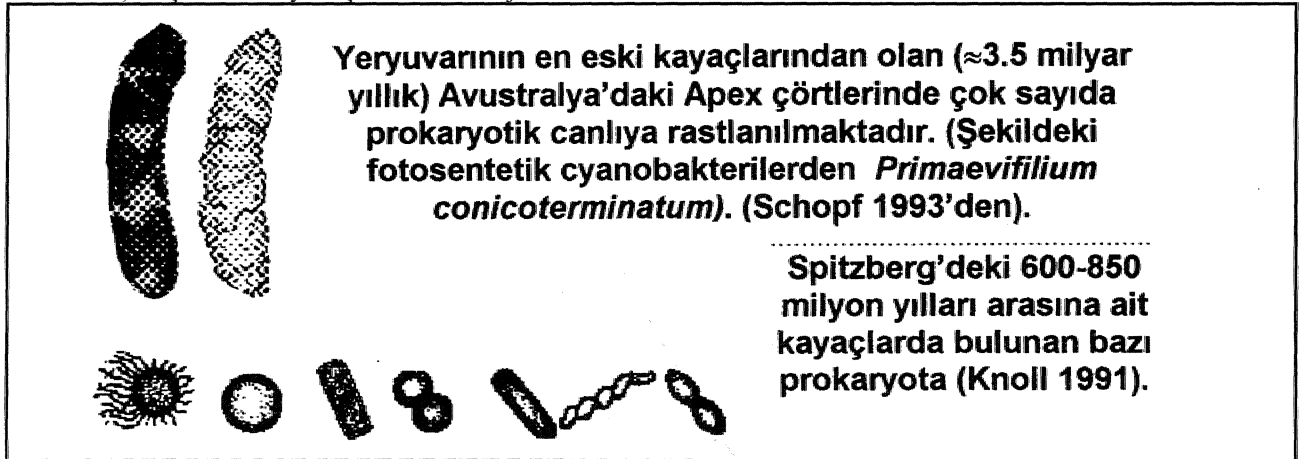 Yeryuvarının en eski kayaçlarından olan (≈3.5 milyar
yıllık) Avustralya'daki Apex çörtlerinde çok sayıda
prokaryotik canlıya rastlanılmaktadır. (Şekildeki
fotosentetik cyanobakterilerden Primaevifilium
conicoterminatum). (Schopf 1993'den).
Spitzberg'deki 600-850
milyon yılları arasına ait
kayaçlarda bulunan bazı
prokaryota (Knoll 1991).